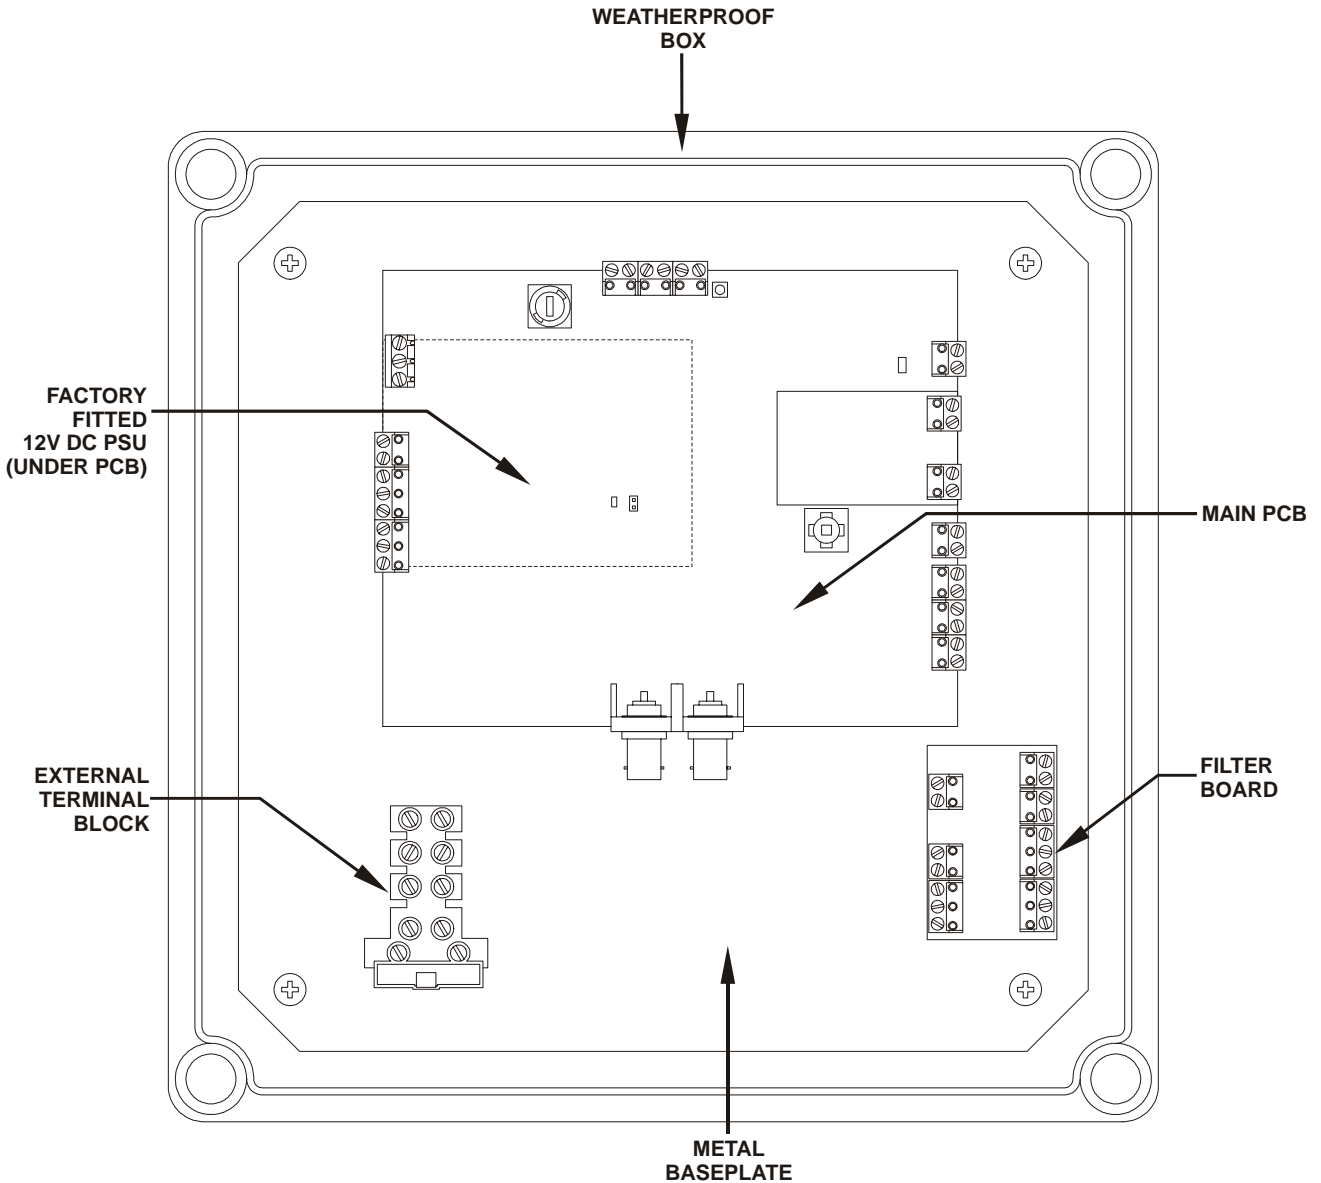 WEATHERPROOF
BOX
FACTORY
FITTED
12V DC PSU
(UNDER PCB)
MAIN PCB
EXTERNAL
TERMINAL
BLOCK
FILTER
BOARD
METAL
BASEPLATE